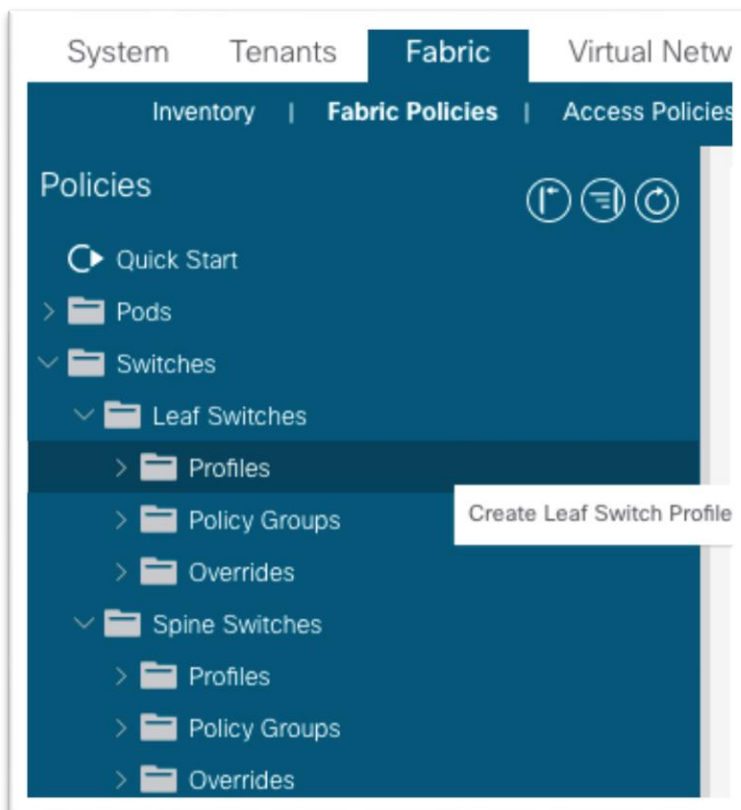 System Tenants Fabric Virtual Netw
Inventory | Fabric Policies | Access Policies
Policies
Quick Start
Pods
Switches
Leaf Switches
Profiles
Create Leaf Switch Profile
Policy Groups
Overrides
Spine Switches
Profiles
Policy Groups
Overrides